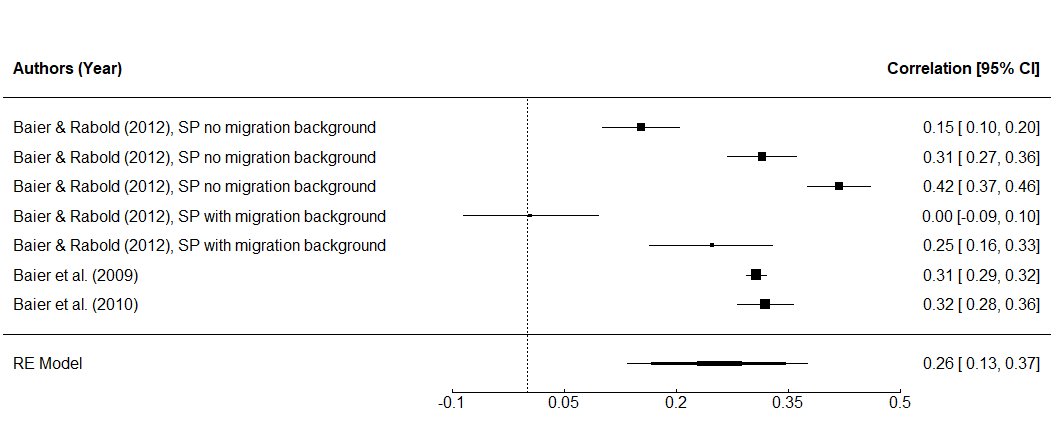 Authors (Year) Correlation [95% CI]
Baier & Rabold (2012), SP no migration background 0.15 [ 0.10, 0.20]
Baier & Rabold (2012), SP no migration background 0.31 [ 0.27, 0.36]
Baier & Rabold (2012), SP no migration background 0.42 [ 0.37, 0.46]
Baier & Rabold (2012), SP with migration background 0.00 [-0.09, 0.10]
Baier & Rabold (2012), SP with migration background 0.25 [ 0.16, 0.33]
Baier et al. (2009) 0.31 [ 0.29, 0.32]
Baier et al. (2010) 0.32 [ 0.28, 0.36]
RE Model 0.26 [ 0.13, 0.37]
-0.1 0.05 0.2 0.35 0.5